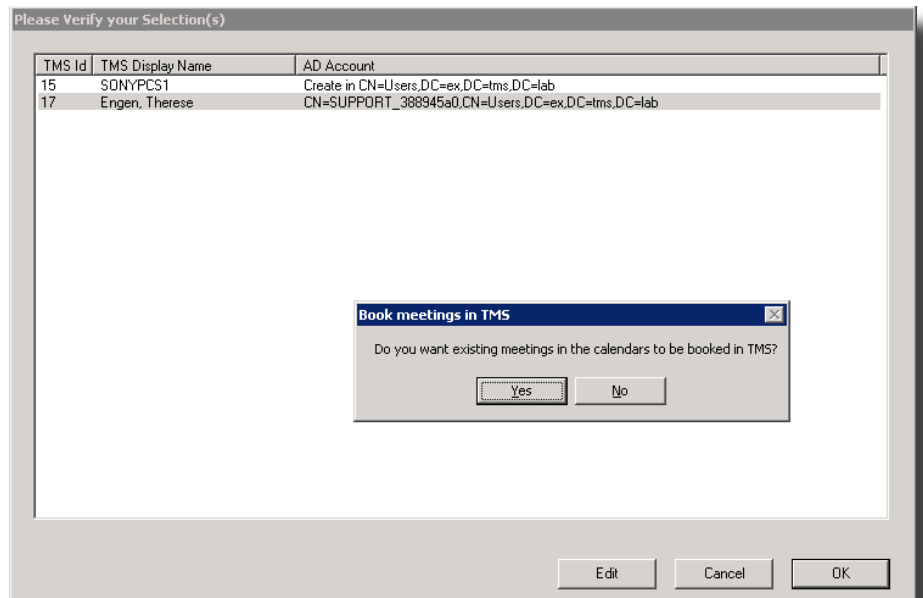 Please Verify your Selection(s)
TMS Id TMS Display Name AD Account
15 SONYPCS1 Create in CN=Users,DC=ex,DC=tms,DC=lab
17 Engen, Therese CN=SUPPORT_388945a0,CN=Users,DC=ex,DC=tms,DC=lab
Book meetings in TMS
Do you want existing meetings in the calendars to be booked in TMS?
Yes No
Edit Cancel OK